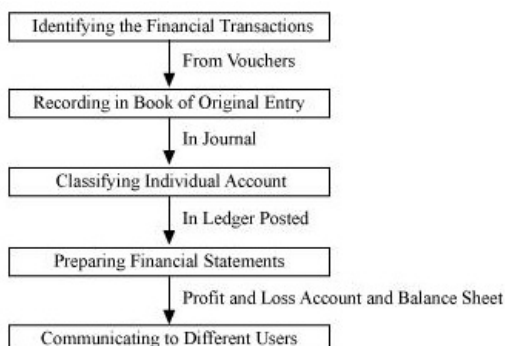 Identifying the Financial Transactions
From Vouchers
Recording in Book of Original Entry
In Journal
Classifying Individual Account
In Ledger Posted
Preparing Financial Statements
Profit and Loss Account and Balance Sheet
Communicating to Different Users